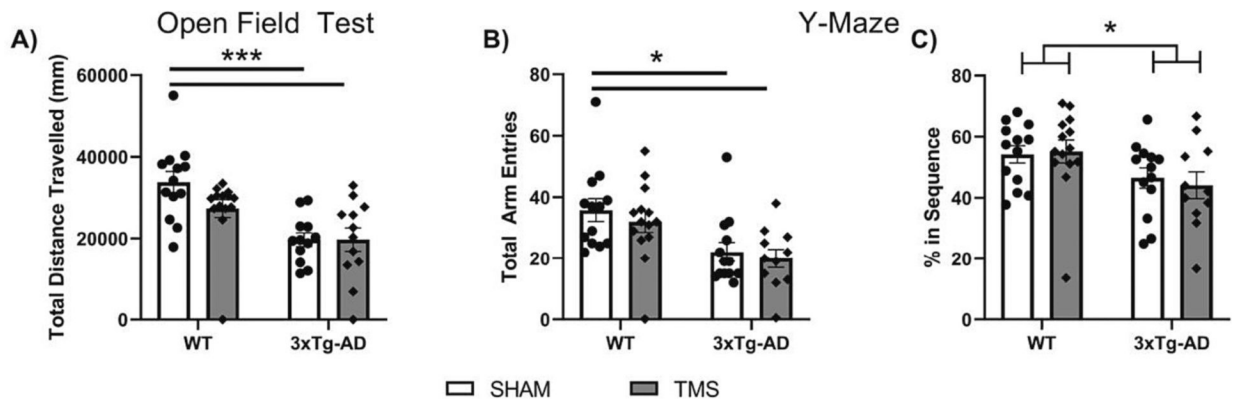 Open Field Test
Y-Maze
A)
***
Total Distance Travelled (mm)
60000
40000
20000
0
WT
3xTg-AD
B)
*
Total Arm Entries
80
60
40
20
0
WT
3xTg-AD
C)
*
% in Sequence
80
60
40
20
0
WT
3xTg-AD
SHAM
TMS